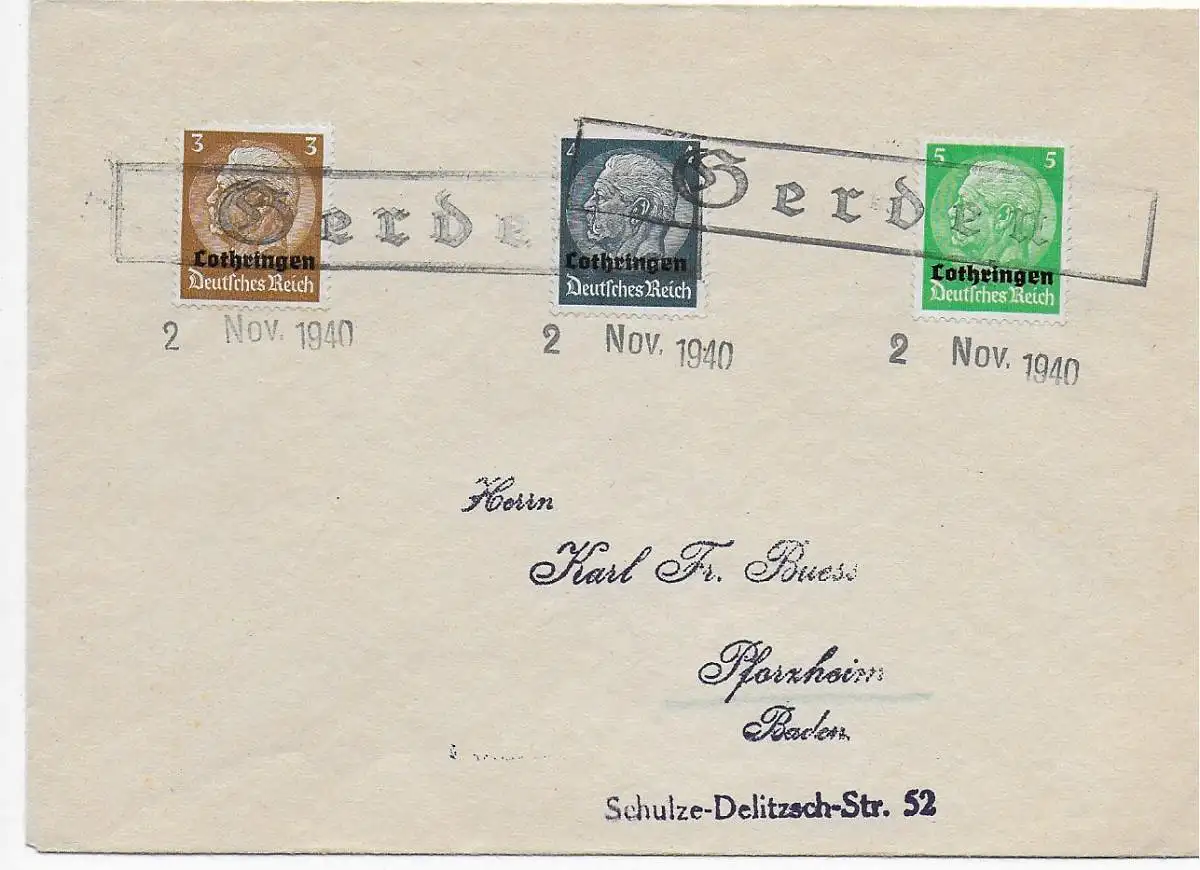 3 3
Lothringen
Deutsches Reich
4 4
Lothringen
Deutsches Reich
5 5
Lothringen
Deutsches Reich
Gerden
Gerden
2 Nov. 1940
2 Nov. 1940
2 Nov. 1940
Herrn
Karl Fr. Buess
Pforzheim
Baden
Schulze-Delitzsch-Str. 52